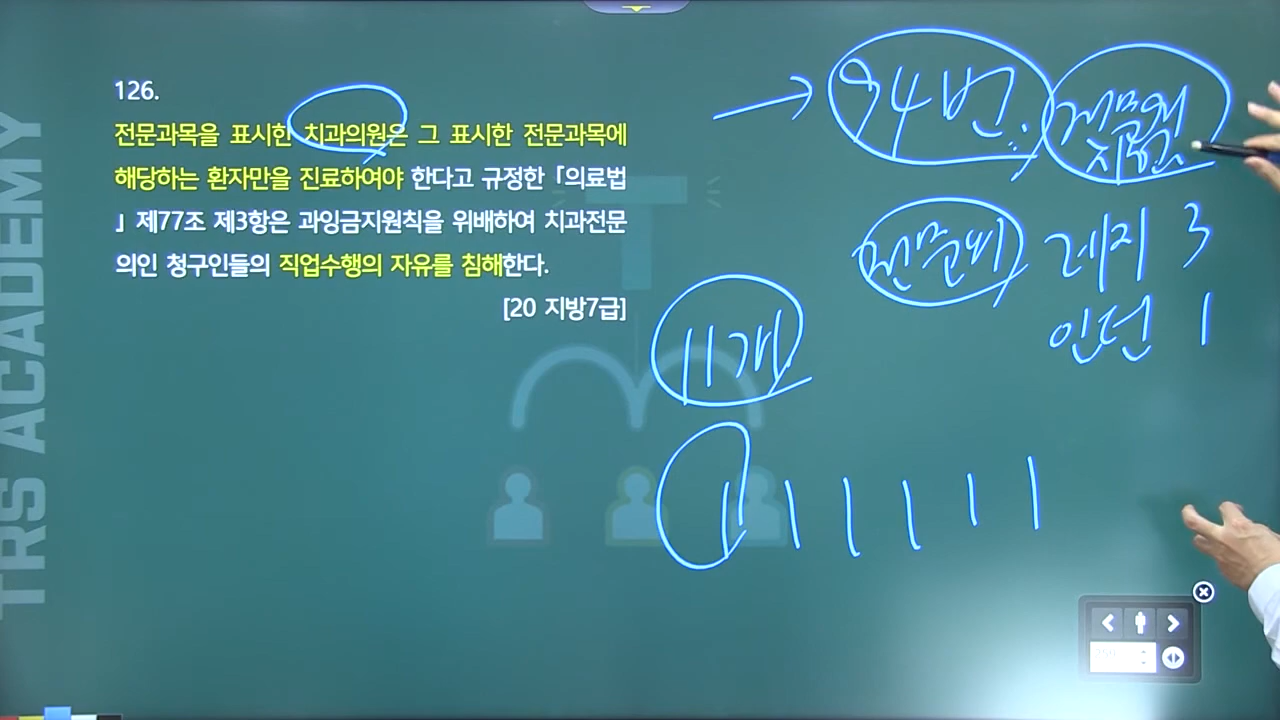 126.
전문과목을 표시한 치과의원은 그 표시한 전문과목에
해당하는 환자만을 진료하여야 한다고 규정한 「의료법
」 제77조 제3항은 과잉금지원칙을 위배하여 치과전문
의인 청구인들의 직업수행의 자유를 침해한다.
[20 지방7급]
94번
전문의 레지 3
인턴 1
11개
TRS ACADEMY